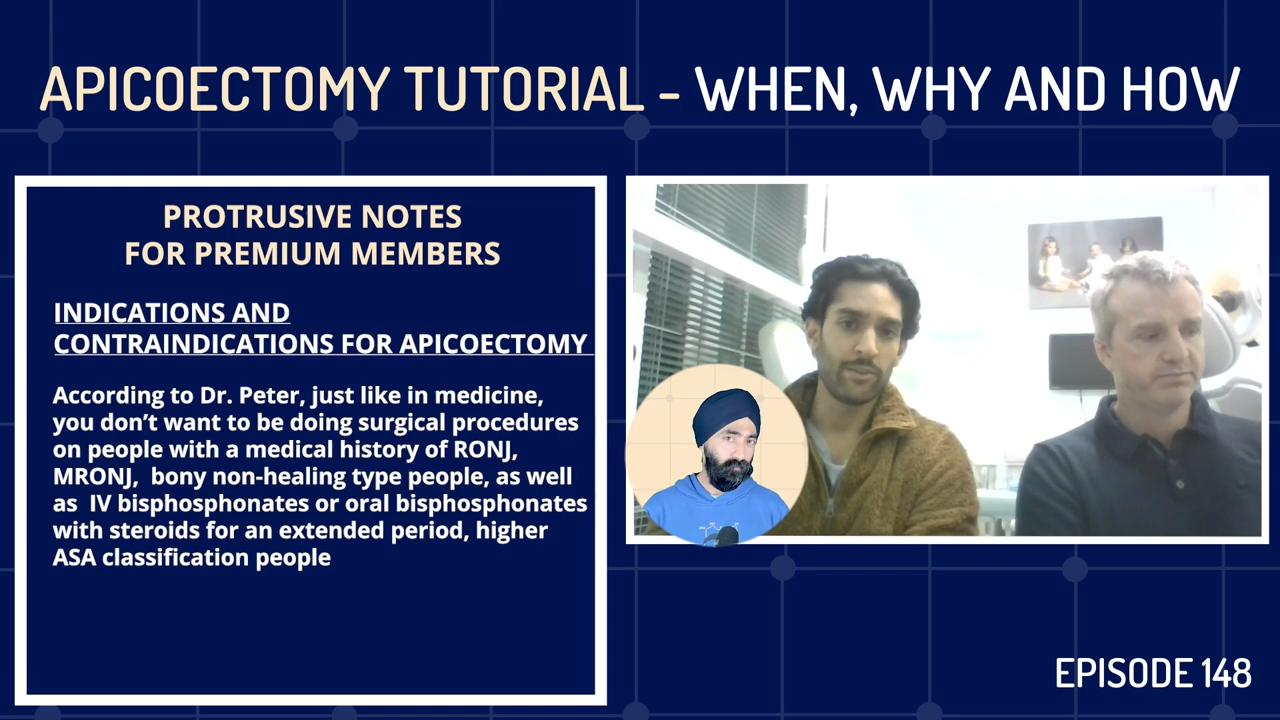 APICOECTOMY TUTORIAL - WHEN, WHY AND HOW
PROTRUSIVE NOTES
FOR PREMIUM MEMBERS
INDICATIONS AND
CONTRAINDICATIONS FOR APICOECTOMY
According to Dr. Peter, just like in medicine,
you don’t want to be doing surgical procedures
on people with a medical history of RONJ,
MRONJ,  bony non-healing type people, as well
as  IV bisphosphonates or oral bisphosphonates
with steroids for an extended period, higher
ASA classification people
EPISODE 148